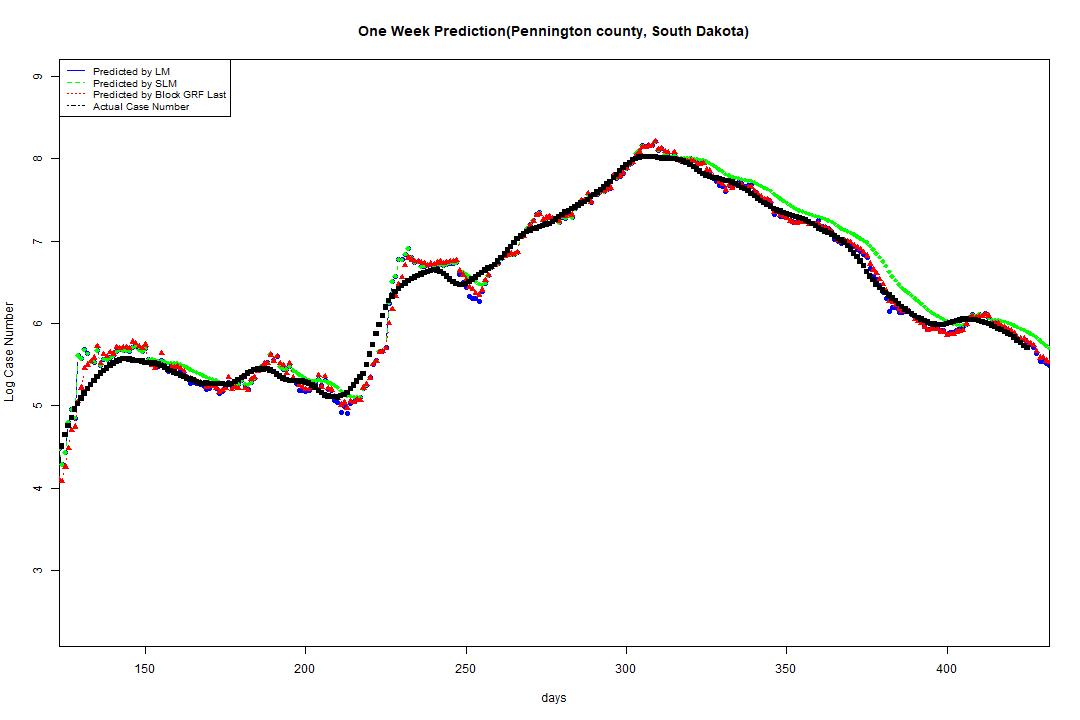 One Week Prediction(Pennington county, South Dakota)
Predicted by LM
Predicted by SLM
Predicted by Block GRF Last
Actual Case Number
9
8
7
6
5
4
3
Log Case Number
150 200 250 300 350 400
days